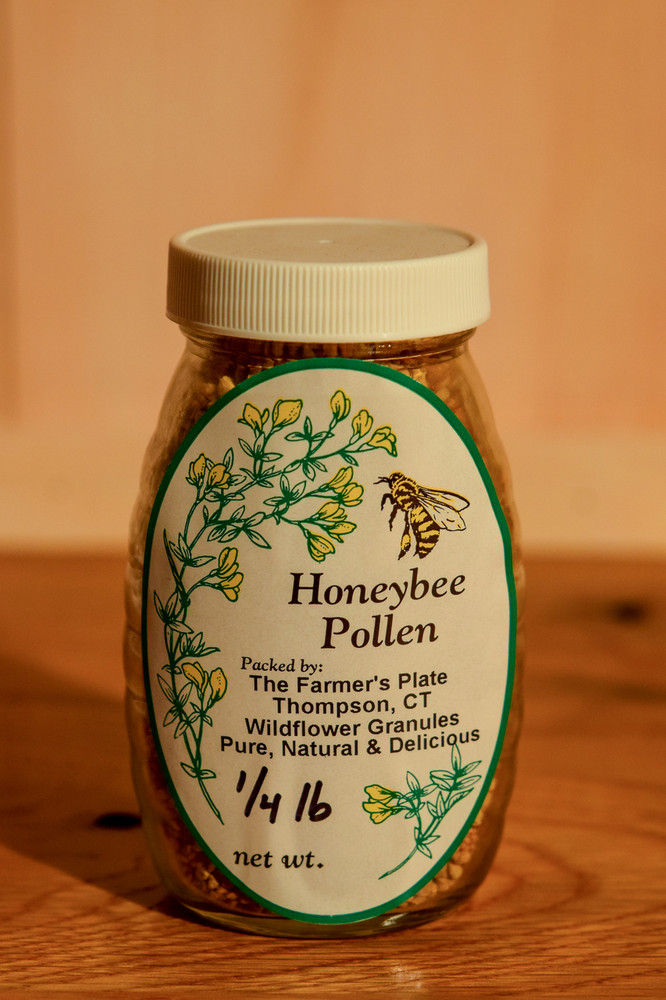 Honeybee
Pollen
Packed by:
The Farmer's Plate
Thompson, CT
Wildflower Granules
Pure, Natural & Delicious
1/4 lb
net wt.